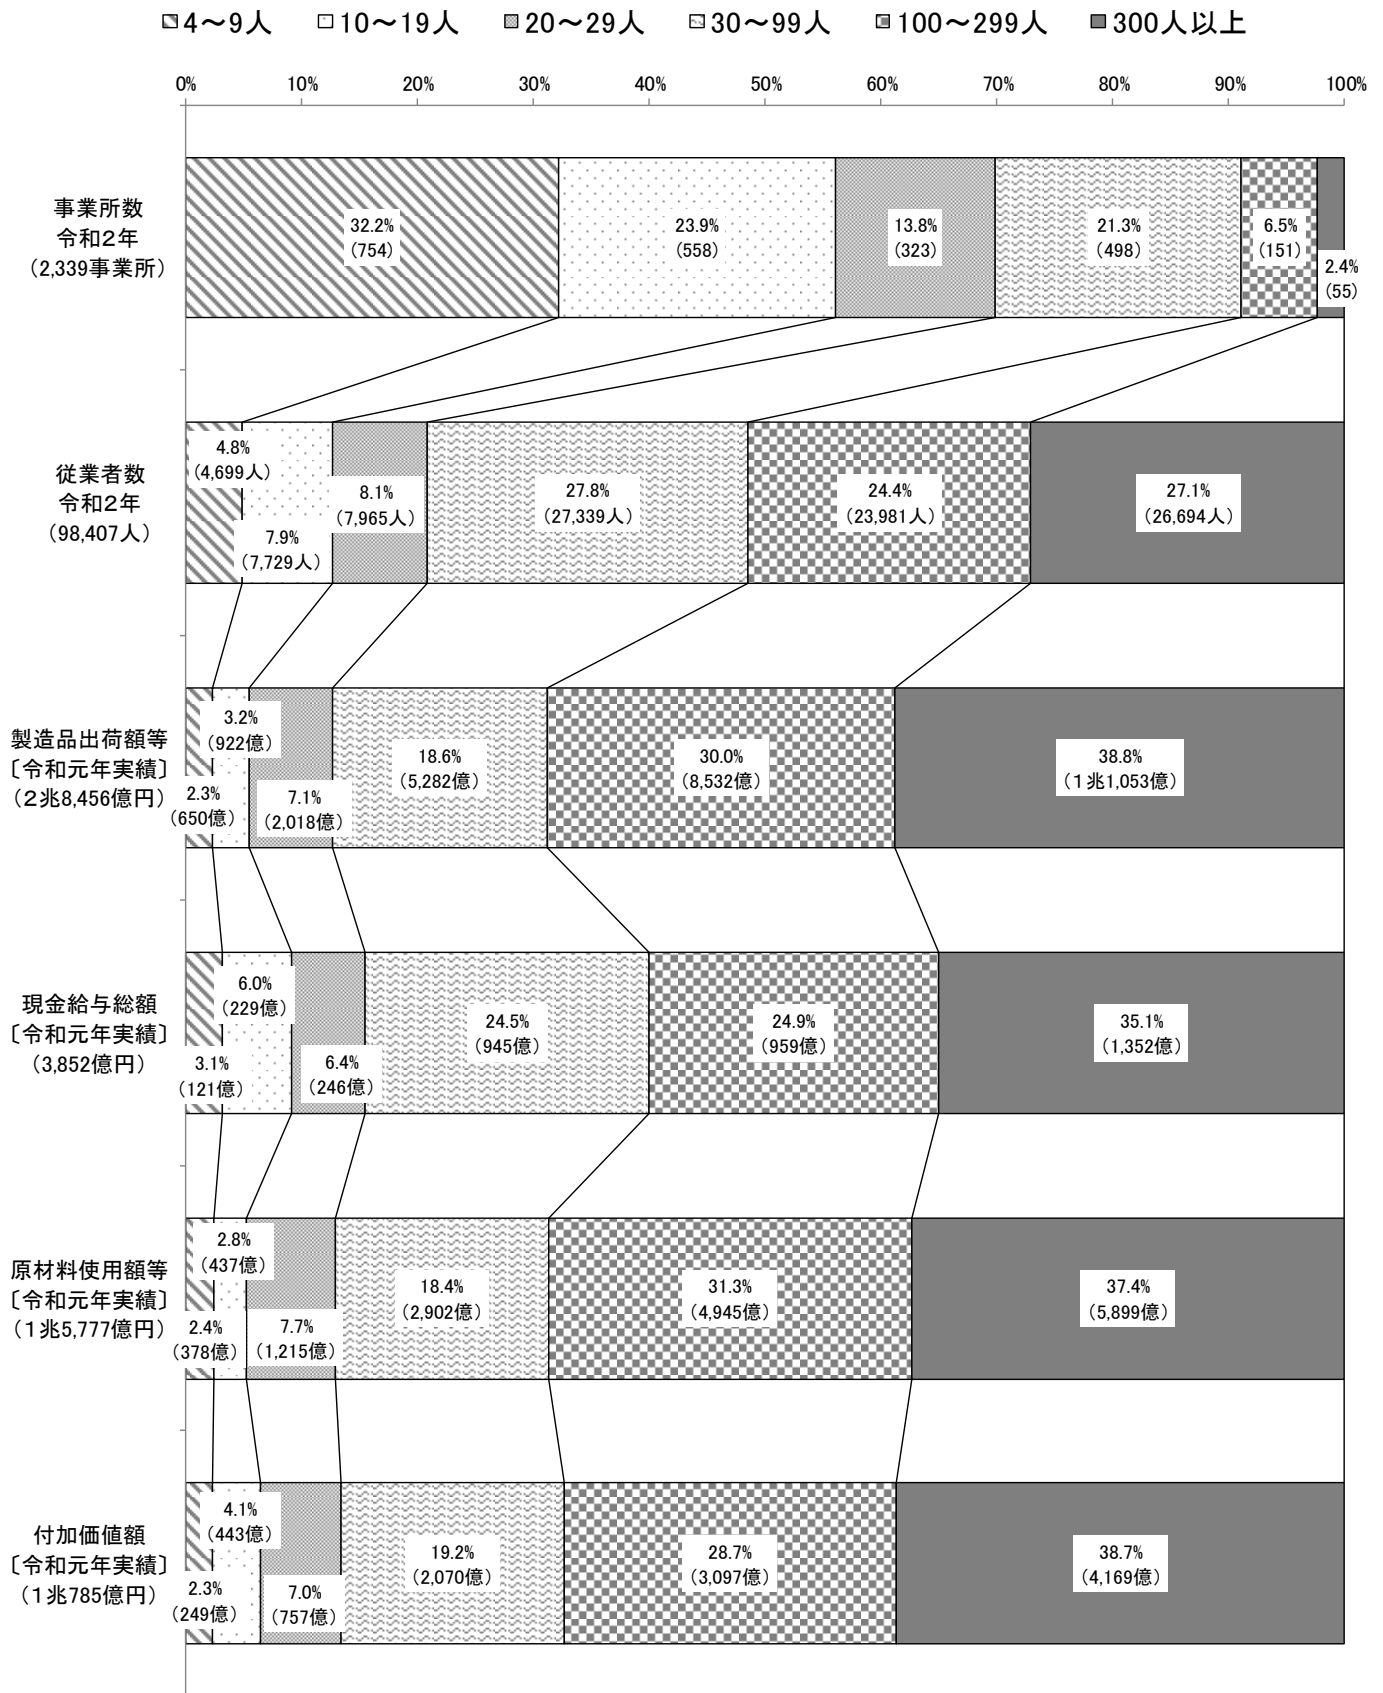 4～9人 10～19人 20～29人 30～99人 100～299人 300人以上
0% 10% 20% 30% 40% 50% 60% 70% 80% 90% 100%
事業所数
令和2年
（2,339事業所）
32.2%
（754）
23.9%
（558）
13.8%
（323）
21.3%
（498）
6.5%
（151）
2.4%
（55）
従業者数
令和2年
（98,407人）
4.8%
（4,699人）
7.9%
（7,729人）
8.1%
（7,965人）
27.8%
（27,339人）
24.4%
（23,981人）
27.1%
（26,694人）
製造品出荷額等
〔令和元年実績〕
（2兆8,456億円）
2.3%
（650億）
3.2%
（922億）
7.1%
（2,018億）
18.6%
（5,282億）
30.0%
（8,532億）
38.8%
（1兆1,053億）
現金給与総額
〔令和元年実績〕
（3,852億円）
3.1%
（121億）
6.0%
（229億）
6.4%
（246億）
24.5%
（945億）
24.9%
（959億）
35.1%
（1,352億）
原材料使用額等
〔令和元年実績〕
（1兆5,777億円）
2.4%
（378億）
2.8%
（437億）
7.7%
（1,215億）
18.4%
（2,902億）
31.3%
（4,945億）
37.4%
（5,899億）
付加価値額
〔令和元年実績〕
（1兆785億円）
2.3%
（249億）
4.1%
（443億）
7.0%
（757億）
19.2%
（2,070億）
28.7%
（3,097億）
38.7%
（4,169億）